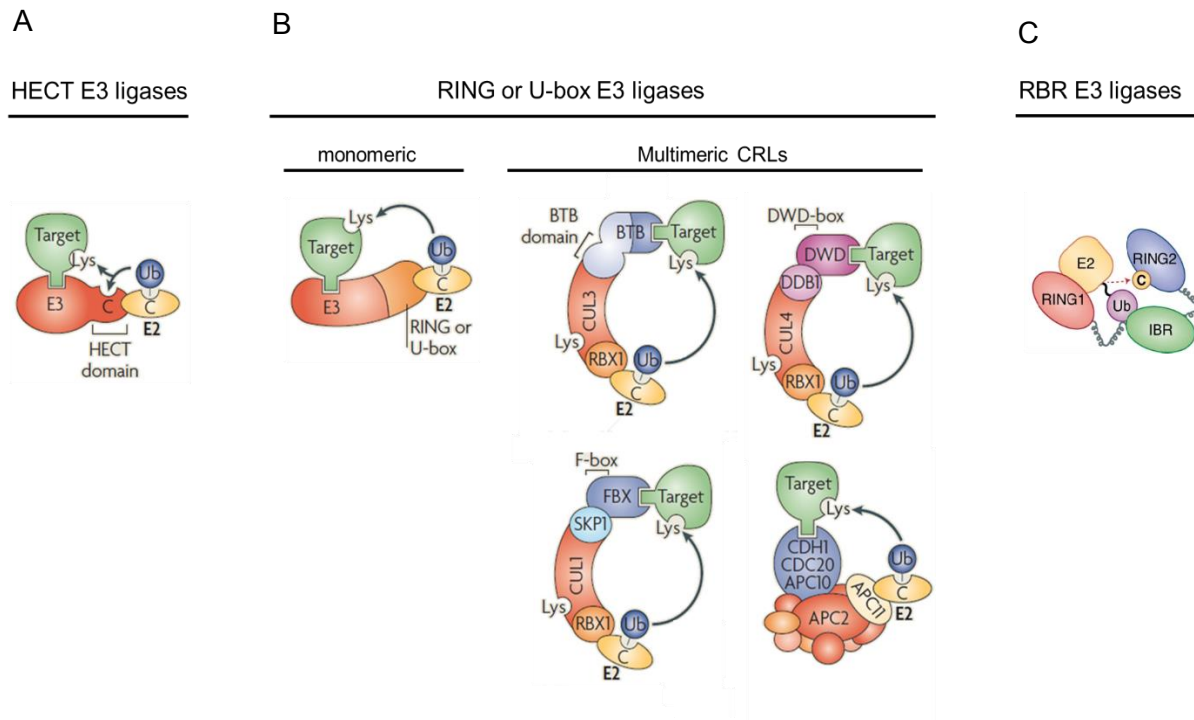 A
HECT E3 ligases
Target
Lys
Ub
E3
C
C
E2
HECT
domain
B
RING or U-box E3 ligases
monomeric
Lys
Target
Ub
C
E3
E2
RING or
U-box
Multimeric CRLs
BTB
domain
BTB
Target
Lys
CUL3
Lys
RBX1
Ub
C
E2
DWD-box
DWD
Target
DDB1
Lys
CUL4
Lys
RBX1
Ub
C
E2
F-box
FBX
Target
SKP1
Lys
CUL1
Lys
RBX1
Ub
C
E2
Target
Lys
CDH1
CDC20
APC10
Ub
C
APC11
E2
APC2
C
RBR E3 ligases
E2
RING2
C
RING1
Ub
IBR